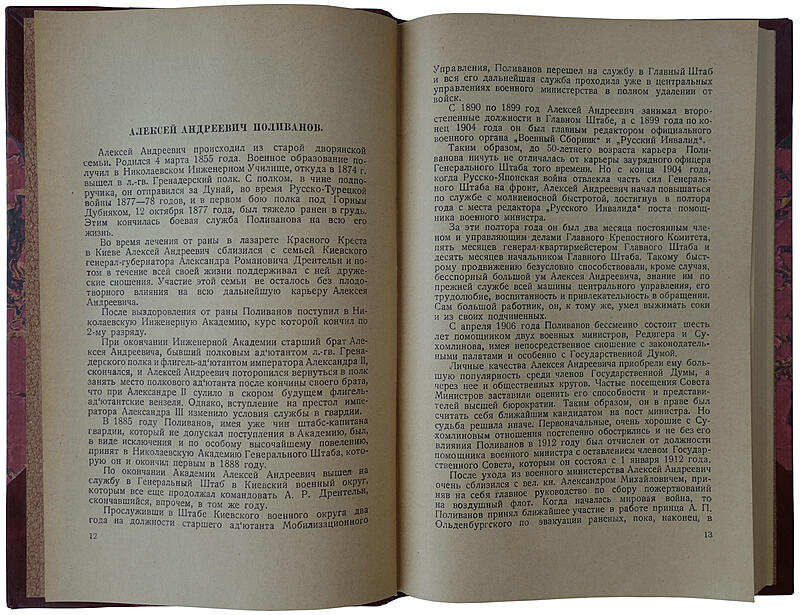 АЛЕКСЕЙ АНДРЕЕВИЧ ПОЛИВАНОВ.
Алексей Андреевич происходил из старой дворянской
семьи. Родился 4 марта 1855 года. Военное образование по-
лучил в Николаевском Инженерном Училище, откуда в 1874 г.
вышел в л.-гв. Гренадерский полк. С полком, в чине подпо-
ручика, он отправился за Дунай, во время Русско-Турецкой
войны 1877—78 годов, и в первом бою полка под Горным
Дубняком, 12 октября 1877 года, был тяжело ранен в грудь.
Этим кончилась боевая служба Поливанова на всю его
жизнь.
Во время лечения от раны в лазарете Красного Креста
в Киеве Алексей Андреевич сблизился с семьей Киевского
генерал-губернатора Александра Романовича Дрентельн и по-
том в течение всей своей жизни поддерживал с ней друже-
ские сношения. Участие этой семьи не осталось без плодо-
творного влияния на всю дальнейшую карьеру Алексея
Андреевича.
После выздоровления от раны Поливанов поступил в Ни-
колаевскую Инженерную Академию, курс которой кончил по
2-му разряду.
При окончании Инженерной Академии старший брат Але-
ксея Андреевича, бывший полковым ад'ютантом л.-гв. Грена-
дерского полка и флигель-ад'ютантом императора Александра II,
скончался, и Алексей Андреевич поторопился вернуться в полк
занять место полкового ад'ютанта после кончины своего брата,
что при Александре II сулило в скором будущем флигель-
ад'ютантские вензеля. Однако, вступление на престол импе-
ратора Александра III изменило условия службы в гвардии.
В 1885 году Поливанов, имея уже чин штабс-капитана
гвардии, который не допускал поступления в Академию, был,
в виде исключения и по особому высочайшему повелению,
принят в Николаевскую Академию Генерального Штаба, кото-
рую он и окончил первым в 1888 году.
По окончании Академии Алексей Андреевич вышел на
службу в Генеральный Штаб в Киевский военный округ,
которым все еще продолжал командовать А. Р. Дрентельн,
скончавшийся, впрочем, в том же году.
Прослуживши в Штабе Киевского военного округа два
года на должности старшего ад'ютанта Мобилизационного
12
Управления, Поливанов перешел на службу в Главный Штаб
и вся его дальнейшая служба проходила уже в центральных
управлениях военного министерства в полном удалении от
войск.
С 1890 по 1899 год Алексей Андреевич занимал второ-
степенные должности в Главном Штабе, а с 1899 года по
конец 1904 года он был главным редактором официального
военного органа „Военный Сборник“ и „Русский Инвалид“.
Таким образом, до 50-летнего возраста карьера Поли-
ванова ничуть не отличалась от карьеры заурядного офицера
Генерального Штаба того времени. Но с конца 1904 года,
когда Русско-Японская война отвлекла часть сил Генераль-
ного Штаба на фронт, Алексей Андреевич начал повышаться
по службе с молниеносной быстротой, достигнув в полтора
года с места редактора „Русского Инвалида“ поста помощ-
ника военного министра.
За эти полтора года он был два месяца постоянным чле-
ном и управляющим делами Главного Крепостного Комитета,
пять месяцев генерал-квартирмейстером Главного Штаба и
десять месяцев начальником Главного Штаба. Такому быст-
рому продвижению безусловно способствовали, кроме случая,
бесспорный большой ум Алексея Андреевича, знание им по
прежней службе всей машины центрального управления, его
трудолюбие, воспитанность и привлекательность в обращении.
Сам большой работник, он, к тому же, умел выжимать соки
и из своих подчиненных.
С апреля 1906 года Поливанов бессменно состоит шесть
лет помощником двух военных министров, Редигера и Су-
хомлинова, имея непосредственное сношение с законодатель-
ными палатами и особенно с Государственной Думой.
Личные качества Алексея Андреевича приобрели ему боль-
шую популярность среди членов Государственной Думы, а
через нее и общественных кругов. Частые посещения Совета
Министров заставили оценить его способности и представи-
телей высшей бюрократии. Таким образом, он в праве был
считать себя ближайшим кандидатом на пост министра. Но
судьба решила иначе. Первоначальные, очень хорошие с Су-
хомлиновым отношения постепенно обострились и не без его
влияния Поливанов в 1912 году был отчислен от должности
помощника военного министра с оставлением членом Государ-
ственного Совета, которым он состоял с 1 января 1912 года.
После ухода из военного министерства Алексей Андреевич
очень сблизился с вел. кн. Александром Михайловичем, при-
няв на себя главное руководство по сбору пожертвований
на воздушный флот. Когда началась мировая война, то
Поливанов принял ближайшее участие в работе принца А. П.
Ольденбургского по эвакуации раненых, пока, наконец, в
13